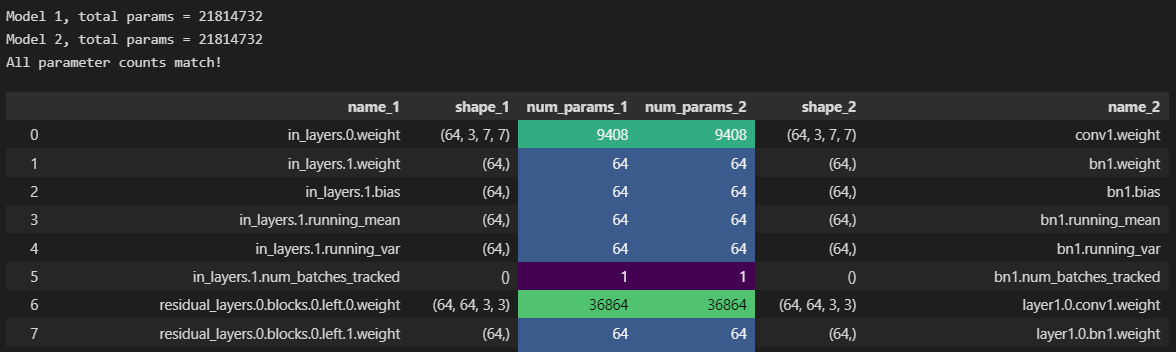 Model 1, total params = 21814732
Model 2, total params = 21814732
All parameter counts match!
name_1 shape_1 num_params_1 num_params_2 shape_2 name_2
0 in_layers.0.weight (64, 3, 7, 7) 9408 9408 (64, 3, 7, 7) conv1.weight
1 in_layers.1.weight (64,) 64 64 (64,) bn1.weight
2 in_layers.1.bias (64,) 64 64 (64,) bn1.bias
3 in_layers.1.running_mean (64,) 64 64 (64,) bn1.running_mean
4 in_layers.1.running_var (64,) 64 64 (64,) bn1.running_var
5 in_layers.1.num_batches_tracked () 1 1 () bn1.num_batches_tracked
6 residual_layers.0.blocks.0.left.0.weight (64, 64, 3, 3) 36864 36864 (64, 64, 3, 3) layer1.0.conv1.weight
7 residual_layers.0.blocks.0.left.1.weight (64,) 64 64 (64,) layer1.0.bn1.weight